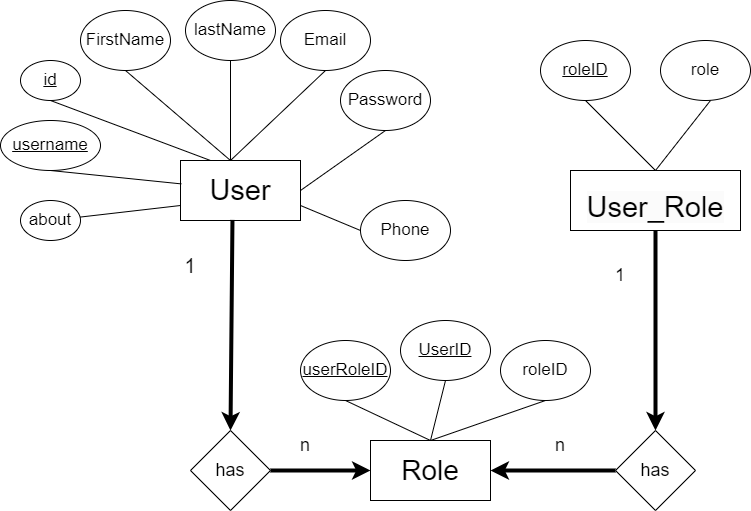 lastName
FirstName
Email
id
Password
roleID
role
username
User
User_Role
about
Phone
1
1
userRoleID
UserID
roleID
n
n
has
Role
has